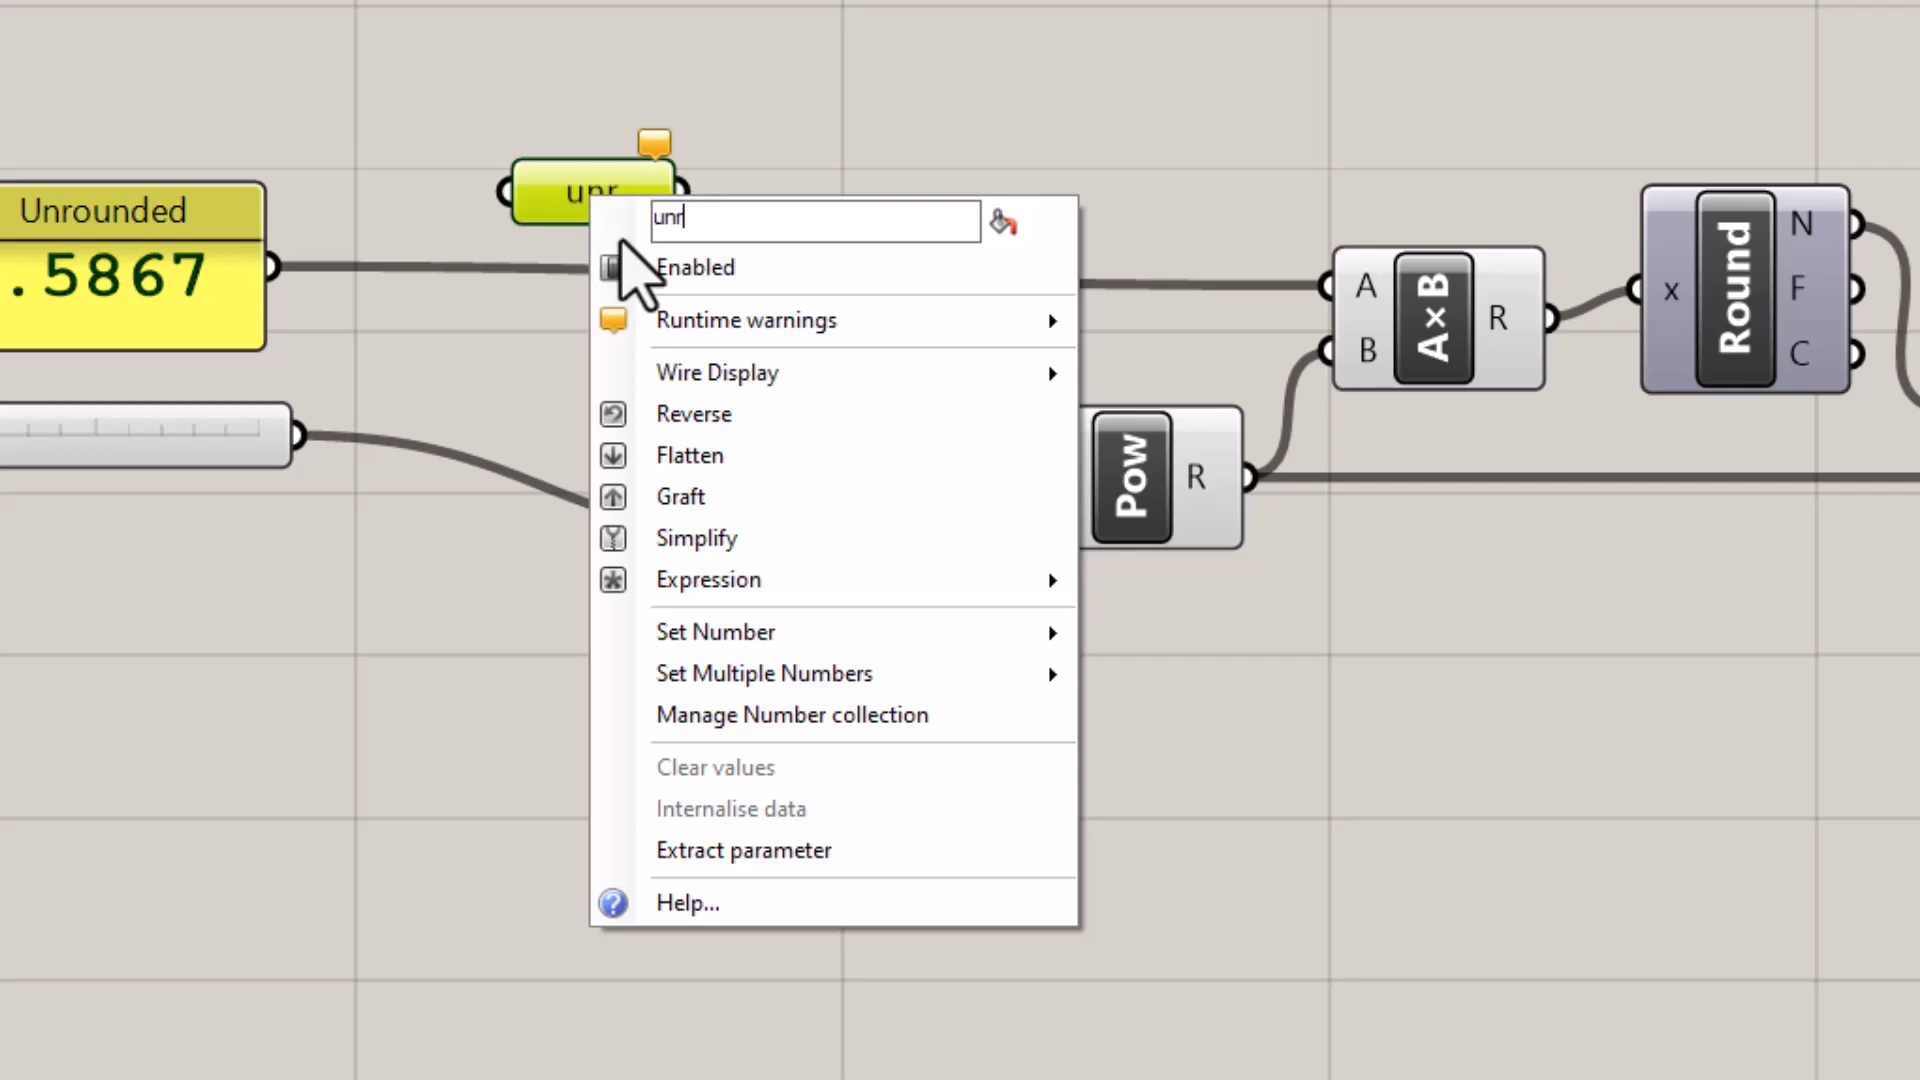 Unrounded
.5867
unr
unr
Enabled
Runtime warnings
Wire Display
Reverse
Flatten
Graft
Simplify
Expression
Set Number
Set Multiple Numbers
Manage Number collection
Clear values
Internalise data
Extract parameter
Help...
Pow
R
A
B
A×B
R
x
Round
N
F
C